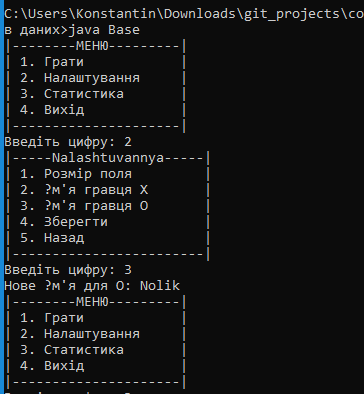 C:\Users\Konstantin\Downloads\git_projects\co
в даних>java Base
|--------МЕНЮ----------|
| 1. Грати             |
| 2. Налаштування      |
| 3. Статистика        |
| 4. Вихід             |
|----------------------|
Введіть цифру: 2
|-----Nalashtuvannya-----|
| 1. Розмір поля         |
| 2. ?м'я гравця X       |
| 3. ?м'я гравця O       |
| 4. Зберегти            |
| 5. Назад               |
|------------------------|
Введіть цифру: 3
Нове ?м'я для O: Nolik
|--------МЕНЮ----------|
| 1. Грати             |
| 2. Налаштування      |
| 3. Статистика        |
| 4. Вихід             |
|----------------------|